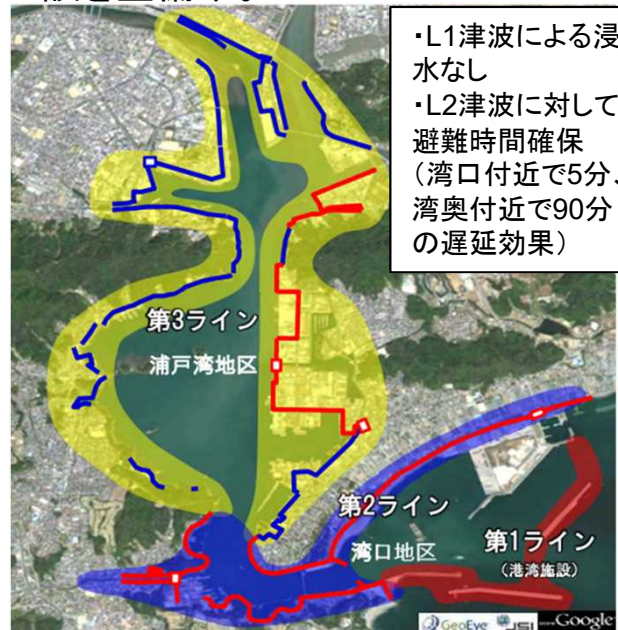 ・L1津波による浸
水なし
・L2津波に対して
避難時間確保
(湾口付近で5分、
湾奥付近で90分
の遅延効果)
第3ライン
浦戸湾地区
第2ライン
湾口地区
第1ライン
(港湾施設)
GeoEye JSI Google